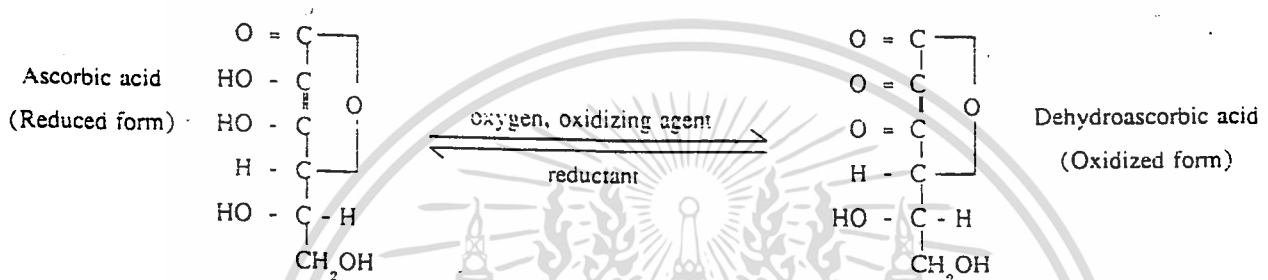 Ascorbic acid
(Reduced form)
O = C
HO - C
HO - C
O
H - C
HO - C - H
CH₂OH
oxygen, oxidizing agent
reductant
O = C
O = C
O = C
O
H - C
HO - C - H
CH₂OH
Dehydroascorbic acid
(Oxidized form)